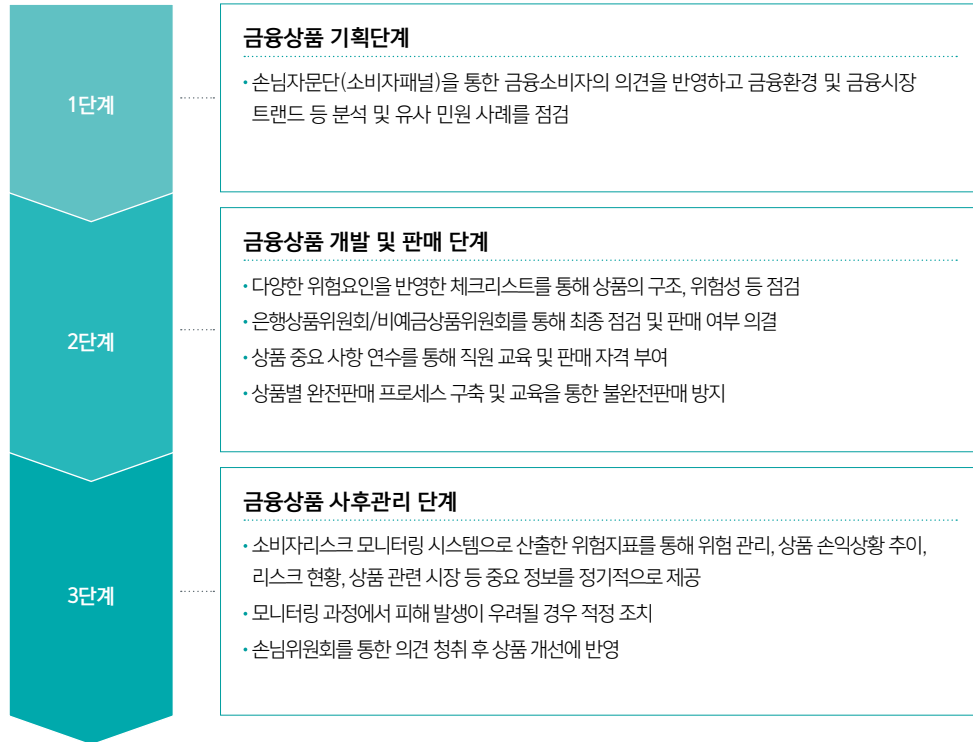 1단계
금융상품 기획단계
• 손님자문단(소비자패널)을 통한 금융소비자의 의견을 반영하고 금융환경 및 금융시장
트랜드 등 분석 및 유사 민원 사례를 점검
2단계
금융상품 개발 및 판매 단계
• 다양한 위험요인을 반영한 체크리스트를 통해 상품의 구조, 위험성 등 점검
• 은행상품위원회/비예금상품위원회를 통해 최종 점검 및 판매 여부 의결
• 상품 중요 사항 연수를 통해 직원 교육 및 판매 자격 부여
• 상품별 완전판매 프로세스 구축 및 교육을 통한 불완전판매 방지
3단계
금융상품 사후관리 단계
• 소비자리스크 모니터링 시스템으로 산출한 위험지표를 통해 위험 관리, 상품 손익상황 추이,
리스크 현황, 상품 관련 시장 등 중요 정보를 정기적으로 제공
• 모니터링 과정에서 피해 발생이 우려될 경우 적정 조치
• 손님위원회를 통한 의견 청취 후 상품 개선에 반영